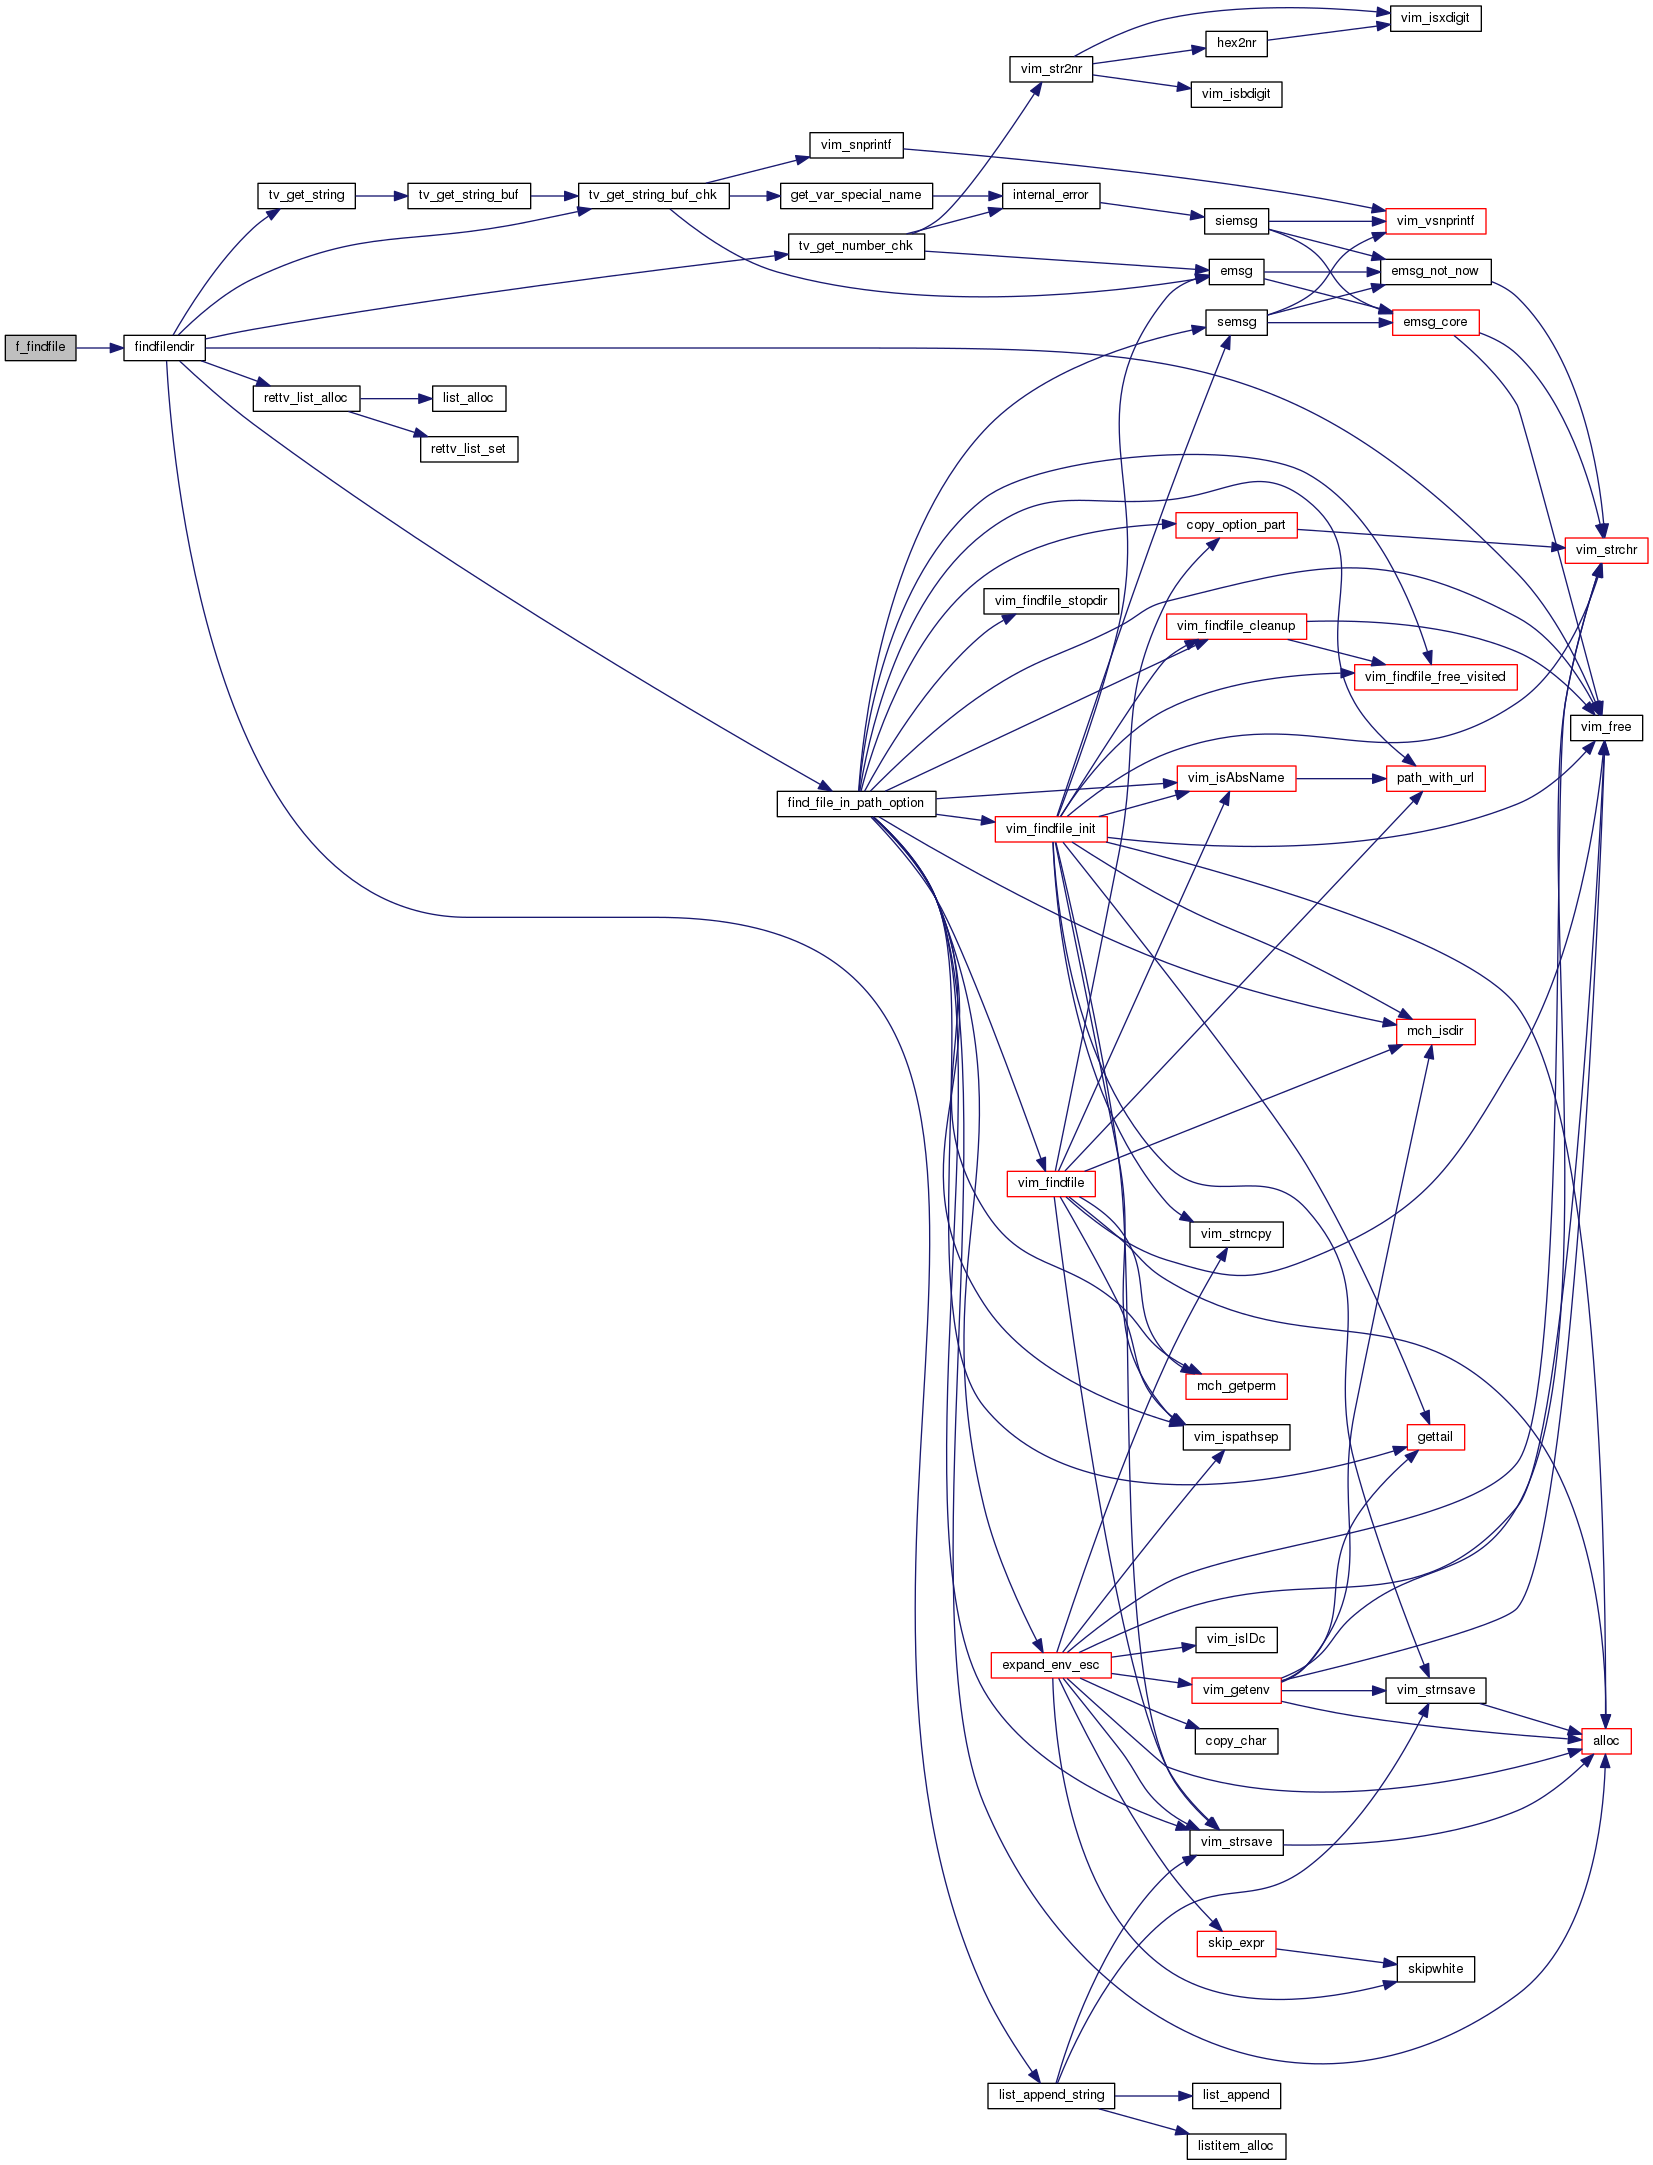 vim_isxdigit
hex2nr
vim_str2nr
vim_isbdigit
vim_snprintf
tv_get_string
tv_get_string_buf
tv_get_string_buf_chk
get_var_special_name
internal_error
siemsg
vim_vsnprintf
tv_get_number_chk
emsg
emsg_not_now
semsg
emsg_core
f_findfile
findfilendir
rettv_list_alloc
list_alloc
rettv_list_set
copy_option_part
vim_strchr
vim_findfile_stopdir
vim_findfile_cleanup
vim_findfile_free_visited
vim_free
vim_isAbsName
path_with_url
find_file_in_path_option
vim_findfile_init
mch_isdir
vim_findfile
vim_strncpy
mch_getperm
vim_ispathsep
gettail
vim_isIDc
expand_env_esc
vim_getenv
vim_strnsave
copy_char
alloc
vim_strsave
skip_expr
skipwhite
list_append_string
list_append
listitem_alloc